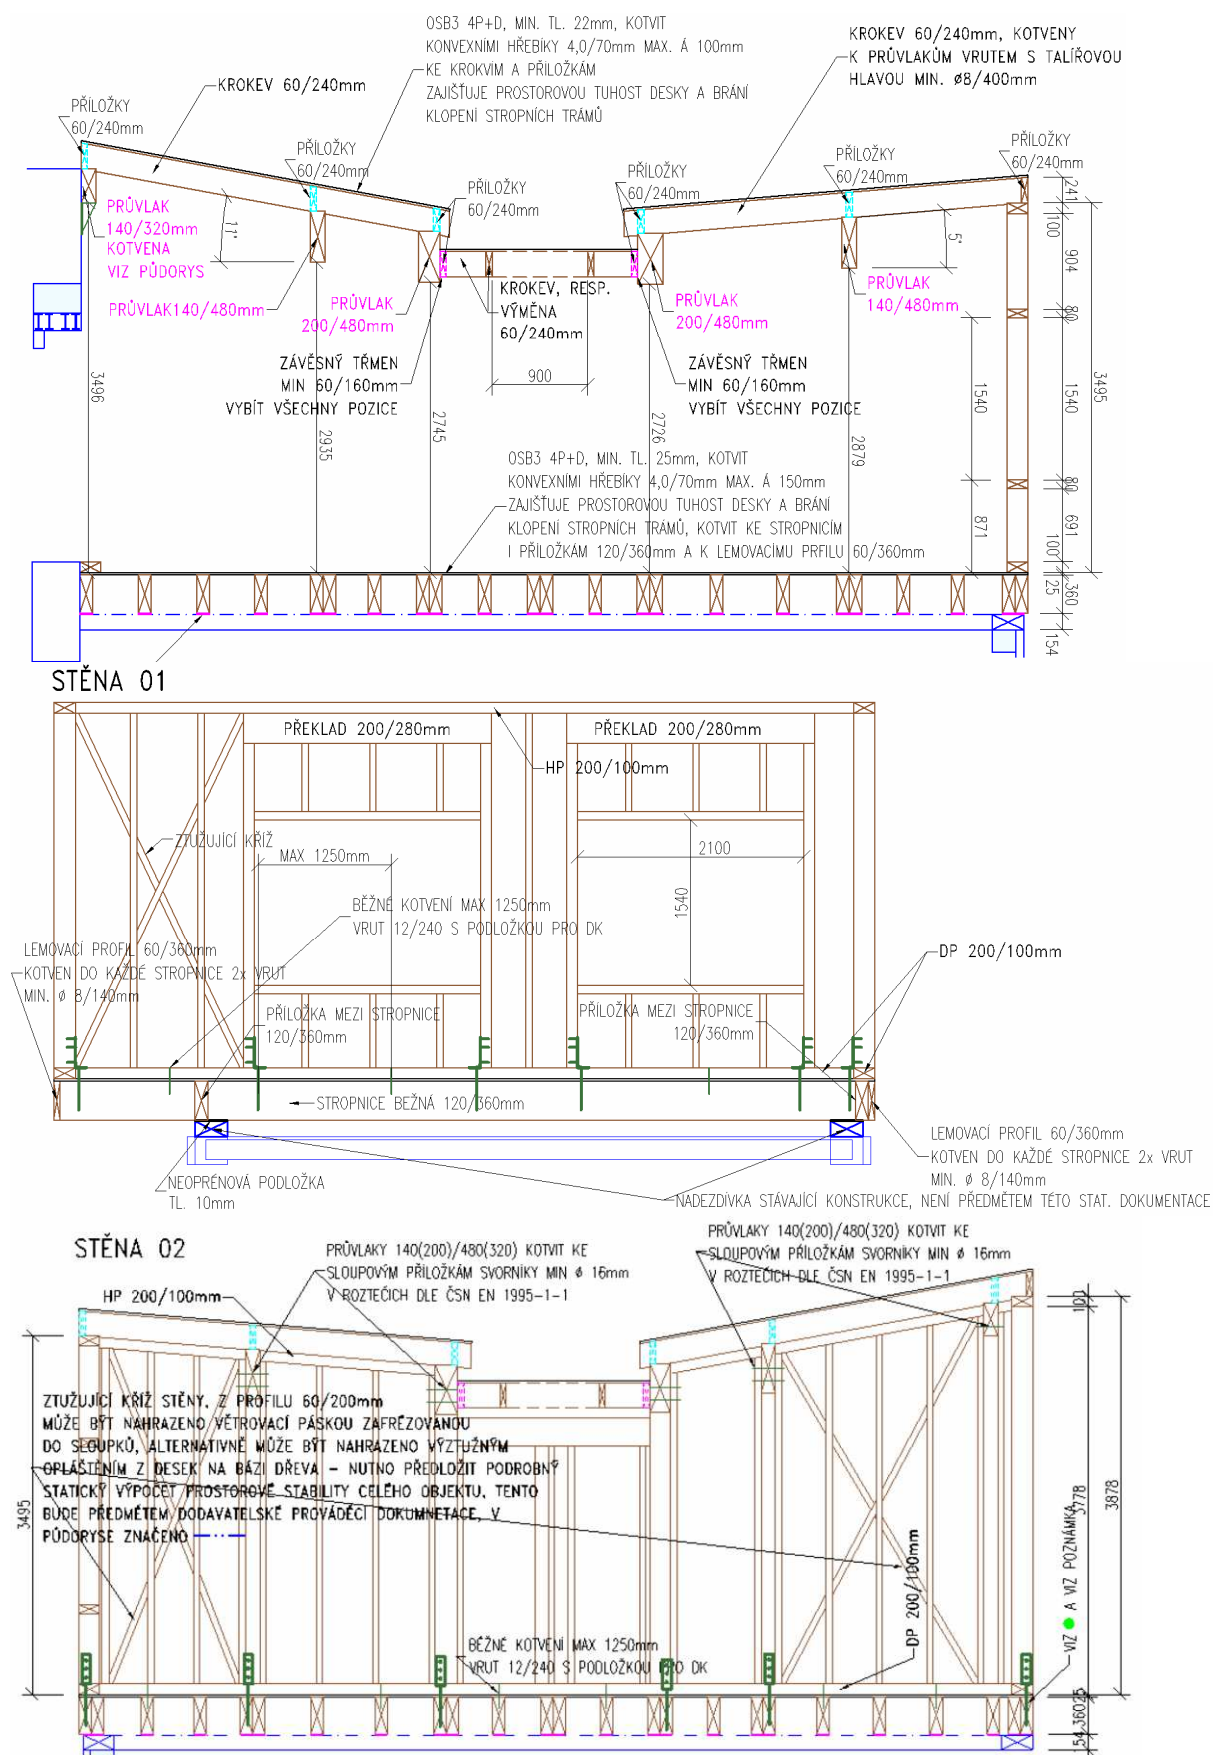 OSB3 4P+D, MIN. TL. 22mm, KOTVIT
KONVEXNÍMI HŘEBÍKY 4,0/70mm MAX. Á 100mm
KE KROKVÍM A PŘÍLOŽKÁM
ZAJIŠŤUJE PROSTOROVOU TUHOST DESKY A BRÁNÍ
KLOPENÍ STROPNÍCH TRÁMŮ
KROKEV 60/240mm, KOTVENY
K PRŮVLAKŮM VRUTEM S TALÍŘOVOU
HLAVOU MIN. ø8/400mm
KROKEV 60/240mm
PŘÍLOŽKY
60/240mm
PŘÍLOŽKY
60/240mm
PŘÍLOŽKY
60/240mm
PŘÍLOŽKY
60/240mm
PŘÍLOŽKY
60/240mm
PŘÍLOŽKY
60/240mm
PRŮVLAK
140/320mm
KOTVENA
VIZ PŮDORYS
11°
5°
PRŮVLAK140/480mm
PRŮVLAK
200/480mm
KROKEV, RESP.
VÝMĚNA
60/240mm
PRŮVLAK
200/480mm
PRŮVLAK
140/480mm
ZÁVĚSNÝ TŘMEN
MIN 60/160mm
VYBÍT VŠECHNY POZICE
900
ZÁVĚSNÝ TŘMEN
MIN 60/160mm
VYBÍT VŠECHNY POZICE
3496
2935
2745
2726
2879
241
100
904
80
1540
1540
3495
80
871
691
100
25
360
154
OSB3 4P+D, MIN. TL. 25mm, KOTVIT
KONVEXNÍMI HŘEBÍKY 4,0/70mm MAX. Á 150mm
ZAJIŠŤUJE PROSTOROVOU TUHOST DESKY A BRÁNÍ
KLOPENÍ STROPNÍCH TRÁMŮ, KOTVIT KE STROPNICÍM
I PŘÍLOŽKÁM 120/360mm A K LEMOVACÍMU PRFILU 60/360mm
STĚNA 01
PŘEKLAD 200/280mm
PŘEKLAD 200/280mm
HP 200/100mm
ZTUŽUJÍCÍ KŘÍŽ
MAX 1250mm
2100
1540
BĚŽNÉ KOTVENÍ MAX 1250mm
VRUT 12/240 S PODLOŽKOU PRO DK
LEMOVACÍ PROFIL 60/360mm
KOTVEN DO KAŽDÉ STROPNICE 2x VRUT
MIN. ø 8/140mm
DP 200/100mm
PŘÍLOŽKA MEZI STROPNICE
120/360mm
PŘÍLOŽKA MEZI STROPNICE
120/360mm
STROPNICE BĚŽNÁ 120/360mm
LEMOVACÍ PROFIL 60/360mm
KOTVEN DO KAŽDÉ STROPNICE 2x VRUT
MIN. ø 8/140mm
NEOPRÉNOVÁ PODLOŽKA
TL. 10mm
NADEZDÍVKA STÁVAJÍCÍ KONSTRUKCE, NENÍ PŘEDMĚTEM TÉTO STAT. DOKUMENTACE
STĚNA 02
PRŮVLAKY 140(200)/480(320) KOTVIT KE
SLOUPOVÝM PŘÍLOŽKÁM SVORNÍKY MIN ø 16mm
V ROZTEČÍCH DLE ČSN EN 1995-1-1
PRŮVLAKY 140(200)/480(320) KOTVIT KE
SLOUPOVÝM PŘÍLOŽKÁM SVORNÍKY MIN ø 16mm
V ROZTEČÍCH DLE ČSN EN 1995-1-1
HP 200/100mm
ZTUŽUJÍCÍ KŘÍŽ STĚNY, Z PROFILU 60/200mm
MŮŽE BÝT NAHRAZENO VĚTROVACÍ PÁSKOU ZAFRÉZOVANOU
DO SLOUPKŮ, ALTERNATIVNĚ MŮŽE BÝT NAHRAZENO VÝZTUŽNÝM
OPLÁŠTĚNÍM Z DESEK NA BÁZI DŘEVA – NUTNO PŘEDLOŽIT PODROBNÝ
STATICKÝ VÝPOČET PROSTOROVÉ STABILITY CELÉHO OBJEKTU, TENTO
BUDE PŘEDMĚTEM DODAVATELSKÉ PROVÁDĚCÍ DOKUMNETACE, V
PŮDORYSE ZNAČENO
3495
100
3778
3878
DP 200/100mm
VIZ A VIZ POZNÁMKA
BĚŽNÉ KOTVENÍ MAX 1250mm
VRUT 12/240 S PODLOŽKOU PRO DK
25
360
54